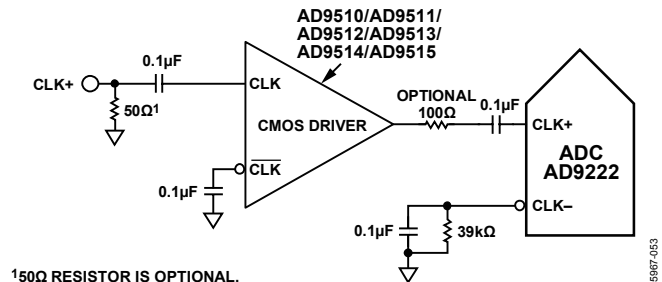 AD9510/AD9511/
AD9512/AD9513/
AD9514/AD9515
0.1µF
CLK+
CLK
50Ω¹
CMOS DRIVER
CLK
0.1µF
OPTIONAL
100Ω
0.1µF
CLK+
ADC
AD9222
CLK–
0.1µF
39kΩ
¹50Ω RESISTOR IS OPTIONAL.
5967-053